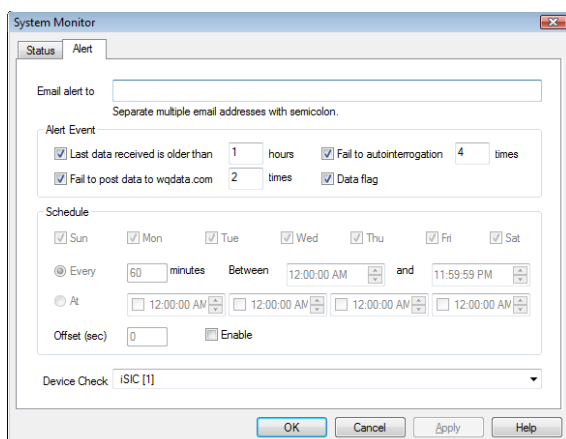 System Monitor
Status Alert
Email alert to
Separate multiple email addresses with semicolon.
Alert Event
Last data received is older than 1 hours Fail to autointerrogation 4 times
Fail to post data to wqdata.com 2 times Data flag
Schedule
Sun Mon Tue Wed Thu Fri Sat
Every 60 minutes Between 12:00:00 AM and 11:59:59 PM
At 12:00:00 AM 12:00:00 AM 12:00:00 AM 12:00:00 AM
Offset (sec) 0 Enable
Device Check iSIC [1]
OK Cancel Apply Help